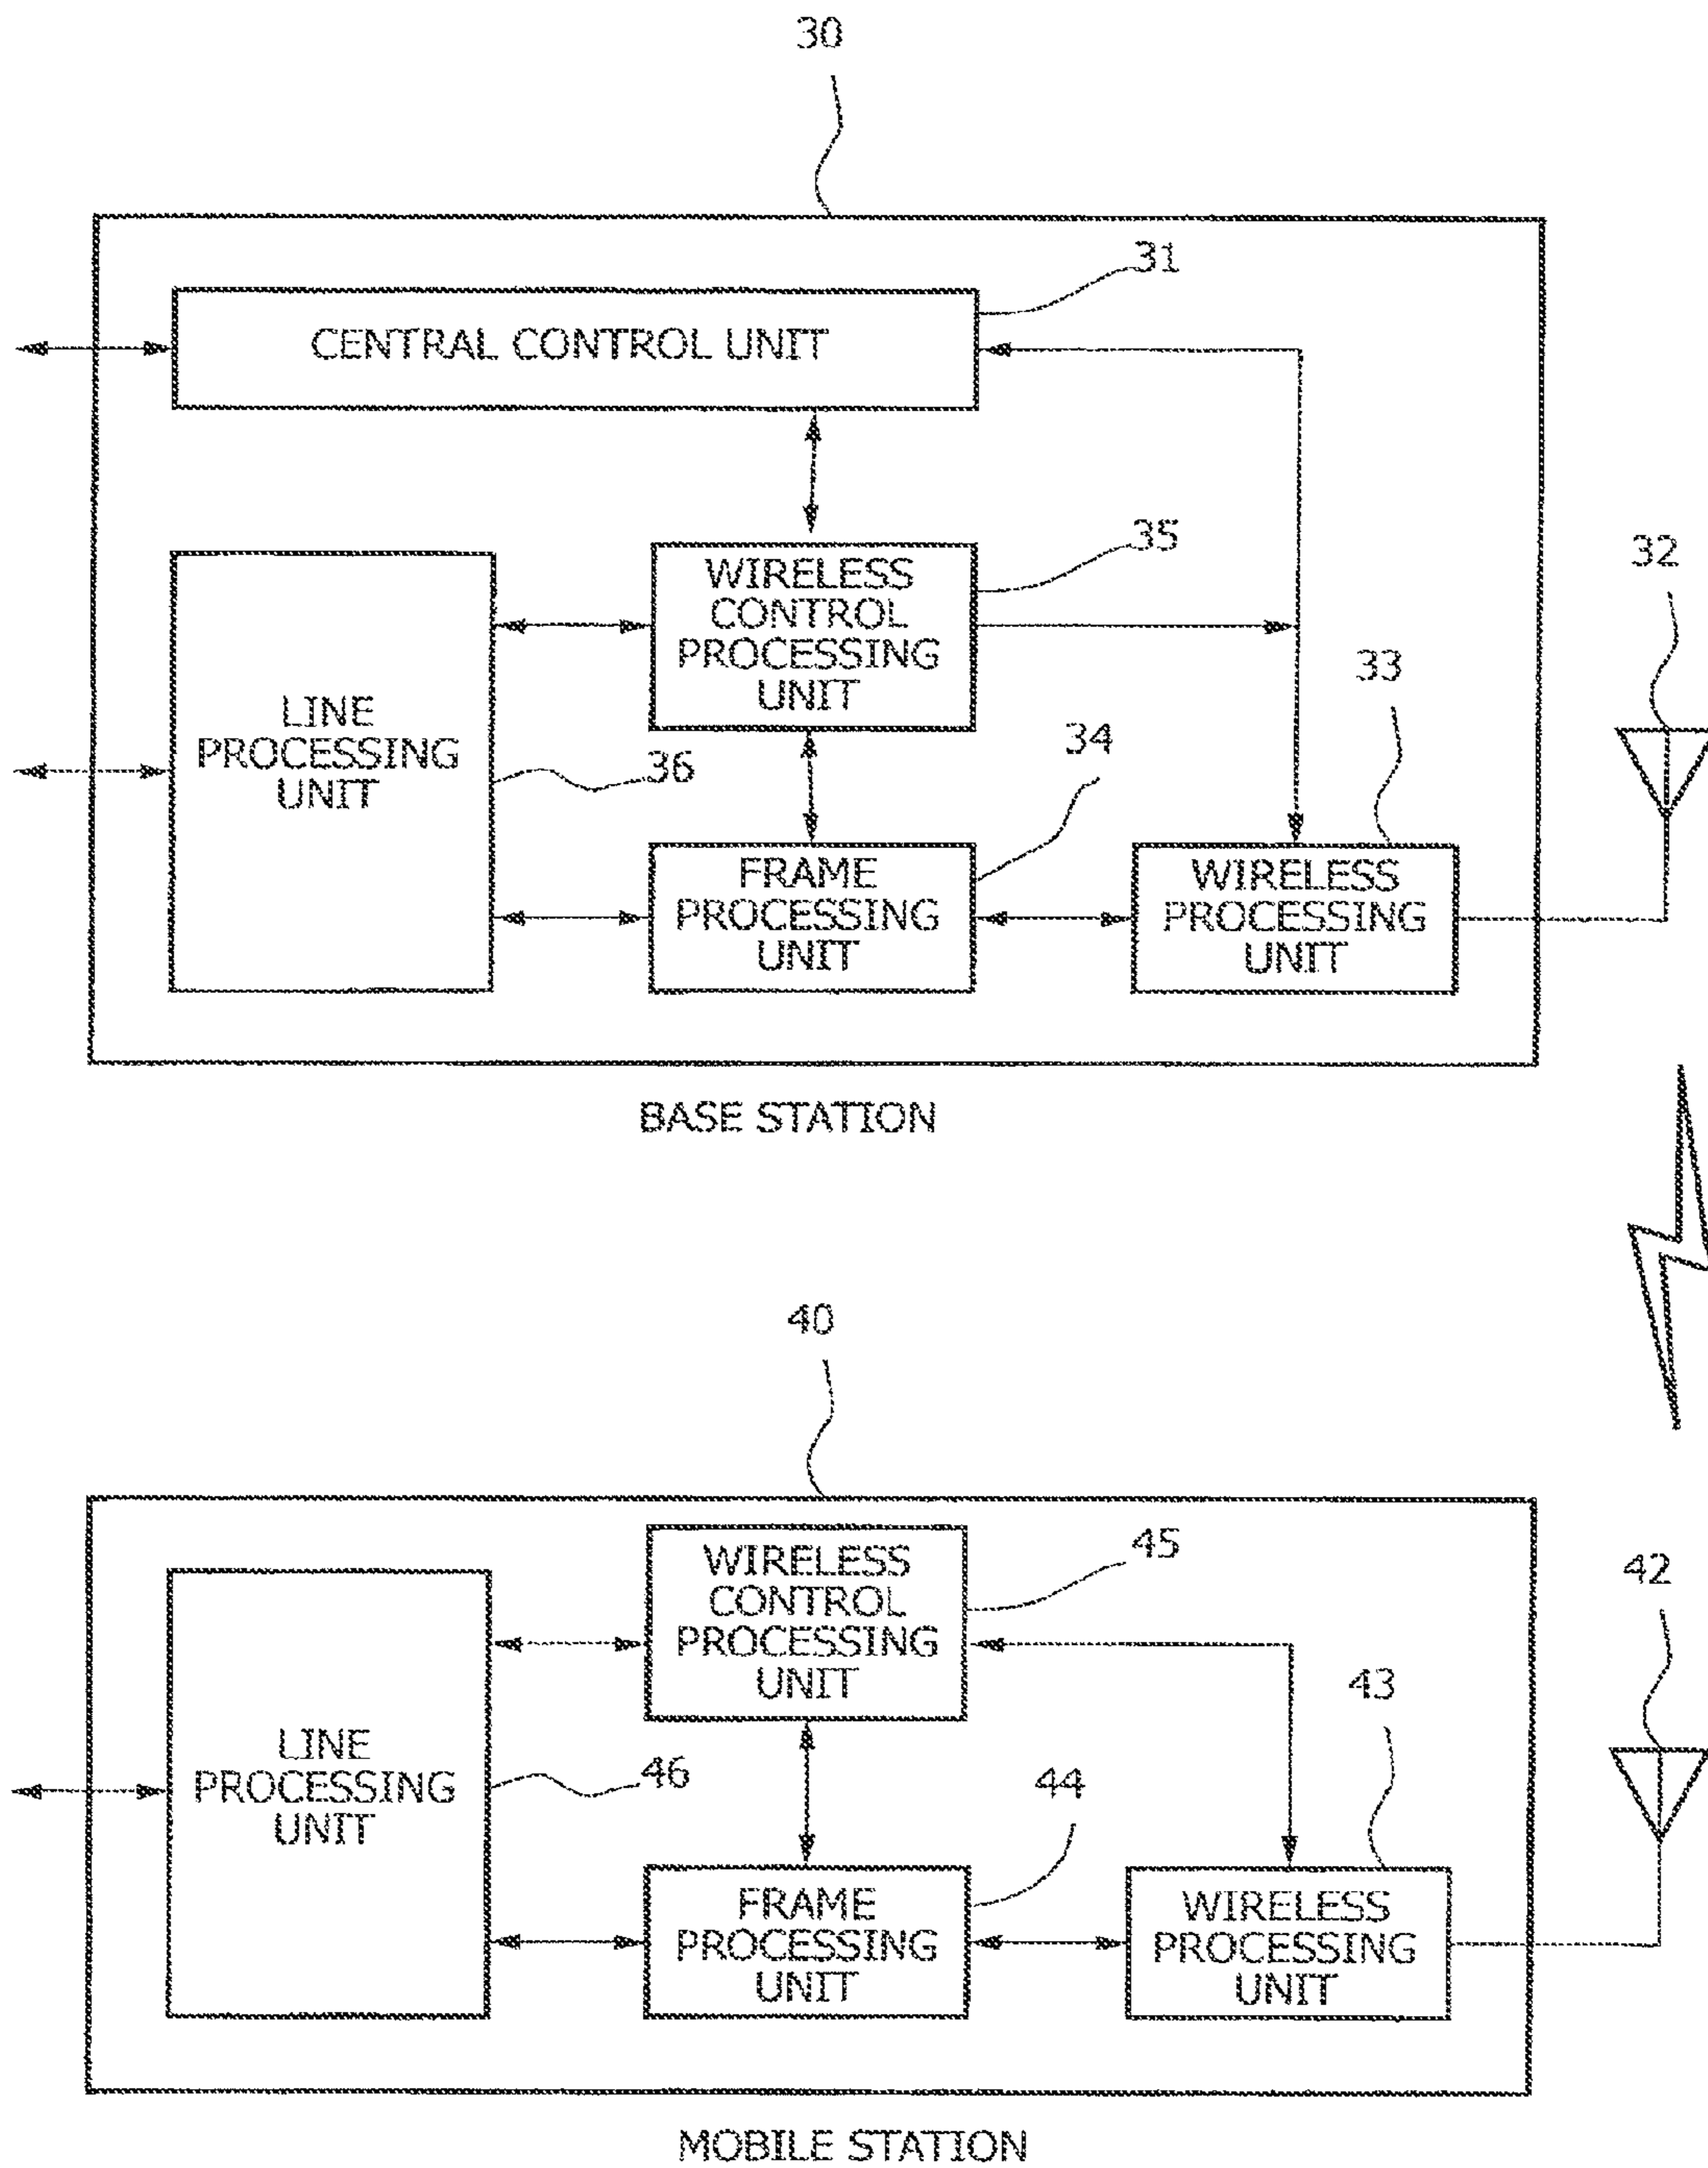 30
31
CENTRAL CONTROL UNIT
35
WIRELESS
CONTROL
PROCESSING
UNIT
32
33
LINE
PROCESSING
UNIT
36
34
FRAME
PROCESSING
UNIT
WIRELESS
PROCESSING
UNIT
BASE STATION
40
45
WIRELESS
CONTROL
PROCESSING
UNIT
42
43
LINE
PROCESSING
UNIT
46
44
FRAME
PROCESSING
UNIT
WIRELESS
PROCESSING
UNIT
MOBILE STATION